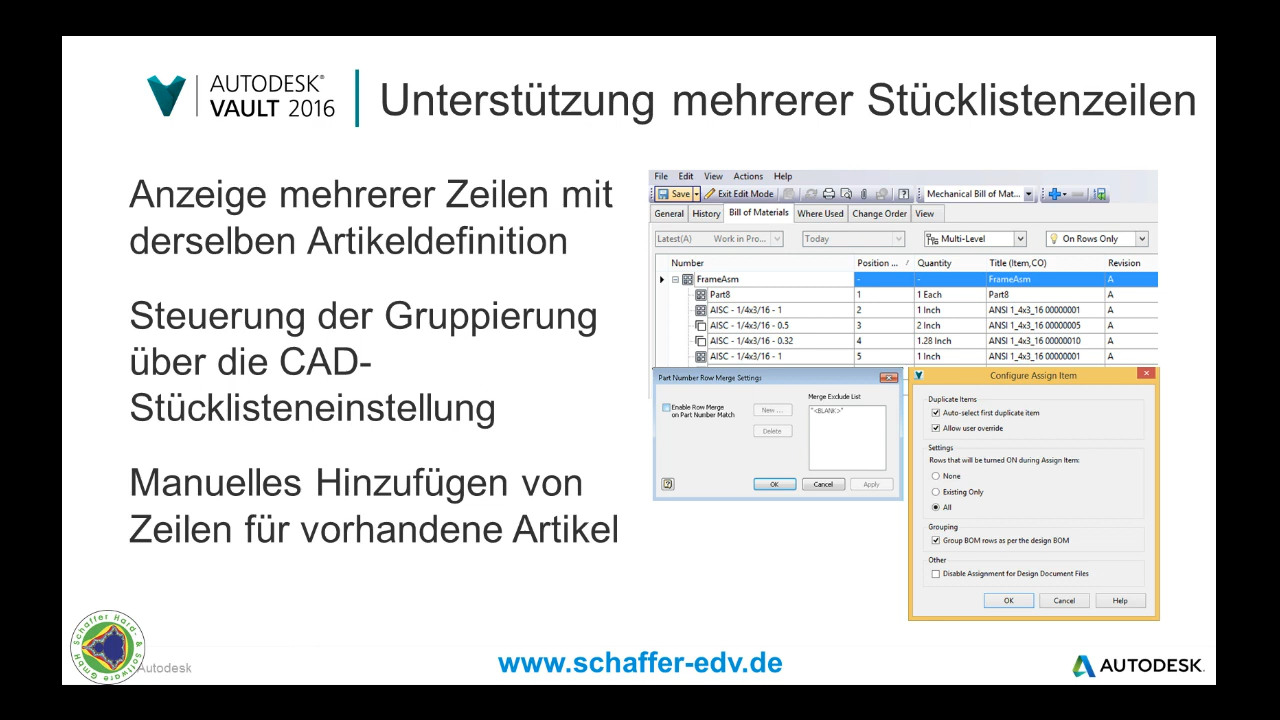 AUTODESK®
VAULT 2016
Unterstützung mehrerer Stücklistenzeilen
Anzeige mehrerer Zeilen mit
derselben Artikeldefinition
Steuerung der Gruppierung
über die CAD-
Stücklisteneinstellung
Manuelles Hinzufügen von
Zeilen für vorhandene Artikel
File Edit View Actions Help
Save Exit Edit Mode Mechanical Bill of Mat...
General History Bill of Materials Where Used Change Order View
Latest(A) Work in Pro... Today Multi-Level On Rows Only
Number Position ... / Quantity Title (Item,CO) Revision
FrameAsm - - FrameAsm A
Part8 1 1 Each Part8 A
AISC - 1/4x3/16 - 1 2 1 Inch ANSI 1_4x3_16 00000001 A
AISC - 1/4x3/16 - 0.5 3 2 Inch ANSI 1_4x3_16 00000005 A
AISC - 1/4x3/16 - 0.32 4 1.28 Inch ANSI 1_4x3_16 00000010 A
AISC - 1/4x3/16 - 1 5 1 Inch ANSI 1_4x3_16 00000001 A
Part Number Row Merge Settings
Enable Row Merge
on Part Number Match
New ...
Delete
Merge Exclude List
"<BLANK>"
OK Cancel Apply
Configure Assign Item
Duplicate Items
Auto-select first duplicate item
Allow user override
Settings
Rows that will be turned ON during Assign Item:
None
Existing Only
All
Grouping
Group BOM rows as per the design BOM
Other
Disable Assignment for Design Document Files
OK Cancel Help
Schaffer Hard- & Software GmbH
Autodesk
www.schaffer-edv.de
AUTODESK.